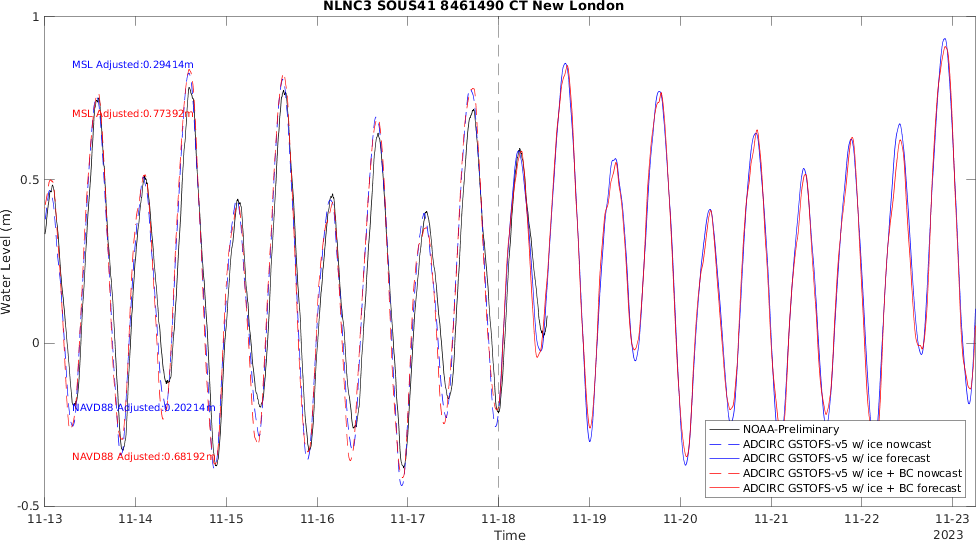 NLNC3 SOUS41 8461490 CT New London
1
MSL Adjusted:0.29414m
MSL Adjusted:0.77392m
0.5
Water Level (m)
0
NAVD88 Adjusted:0.20214m
NAVD88 Adjusted:0.68192m
NOAA-Preliminary
ADCIRC GSTOFS-v5 w/ ice nowcast
ADCIRC GSTOFS-v5 w/ ice forecast
ADCIRC GSTOFS-v5 w/ ice + BC nowcast
ADCIRC GSTOFS-v5 w/ ice + BC forecast
-0.5
11-13 11-14 11-15 11-16 11-17 11-18 11-19 11-20 11-21 11-22 11-23
Time 2023